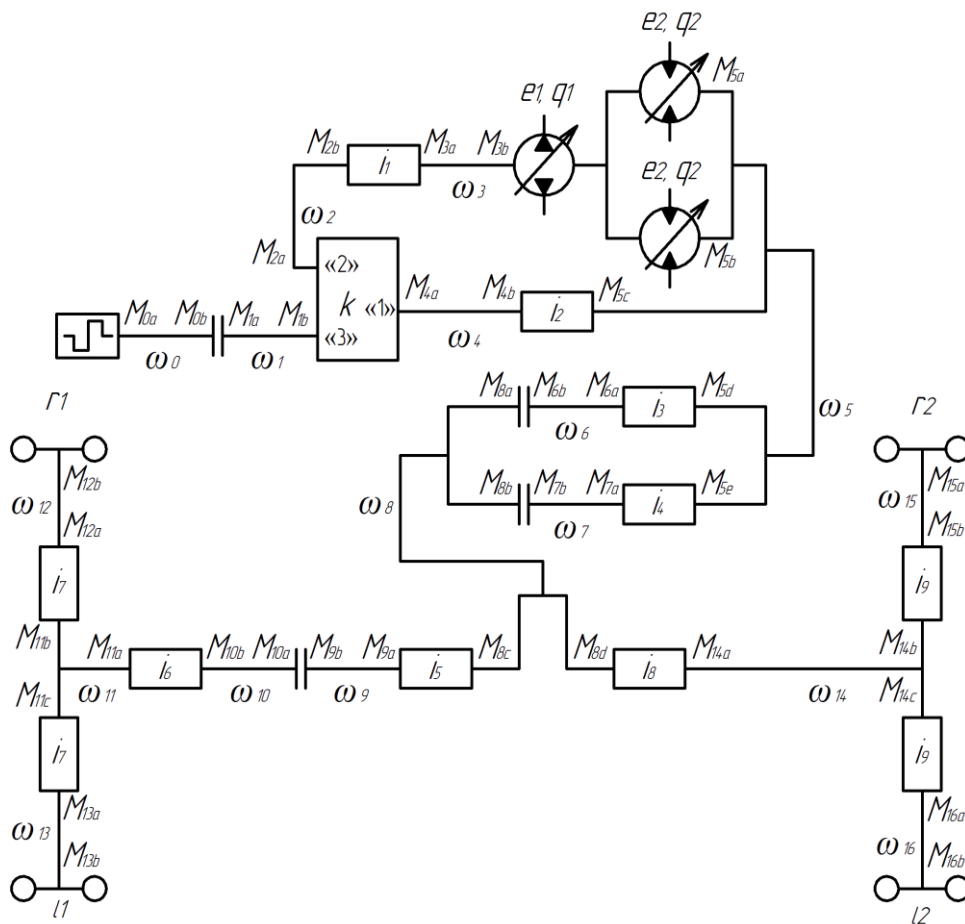 e2, q2
M5a
e1, q1
M2b M3a M3b
i1
ω3
e2, q2
ω2
M2a
«2»
M5b
M4a M4b M5c
k «1»
i2
M0a M0b M1a M1b
«3»
ω4
ω0 ω1
r1
M8a M6b M6a M5d
i3
ω5
r2
ω6
M12b
M15a
ω12
M8b M7b M7a M5e
ω15
ω8
i4
M12a
M15b
ω7
i7
i9
M11b
M11a M10b M10a M9b M9a M8c
M8d M14a
M14b
i6
i5
i8
M11c
ω11 ω10 ω9
ω14
M14c
i7
i9
M13a
M16a
ω13
ω16
M13b
M16b
l1
l2